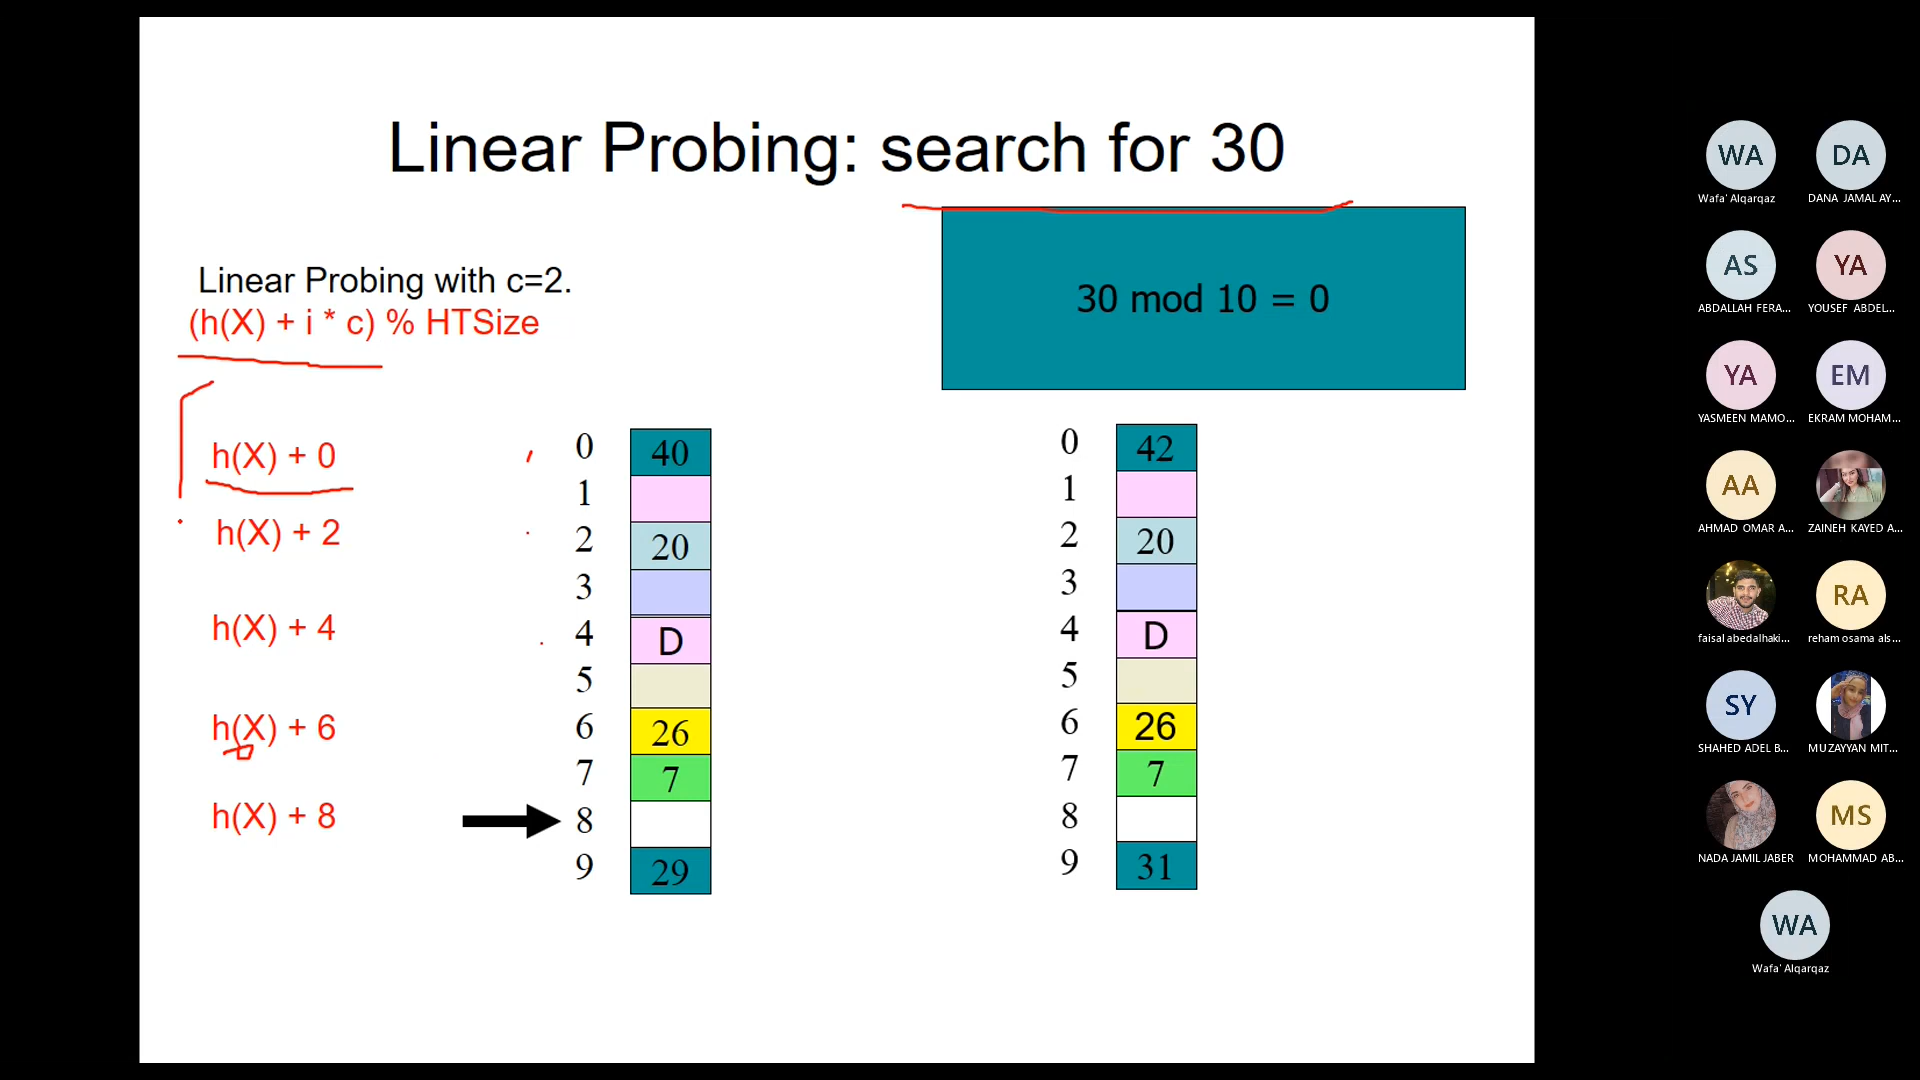 Linear Probing: search for 30
Linear Probing with c=2.
(h(X) + i * c) % HTSize
30 mod 10 = 0
h(X) + 0
h(X) + 2
h(X) + 4
h(X) + 6
h(X) + 8
0 40
1
2 20
3
4 D
5
6 26
7 7
8
9 29
0 42
1
2 20
3
4 D
5
6 26
7 7
8
9 31
WA
Wafa' Alqarqaz
DA
DANA JAMAL AY...
AS
ABDALLAH FERA...
YA
YOUSEF ABDEL...
YA
YASMEEN MAMO...
EM
EKRAM MOHAM...
AA
AHMAD OMAR A...
ZAINEH KAYED A...
faisal abedalhaki...
RA
reham osama als...
SY
SHAHED ADEL B...
MUZAYYAN MIT...
NADA JAMIL JABER
MS
MOHAMMAD AB...
WA
Wafa' Alqarqaz